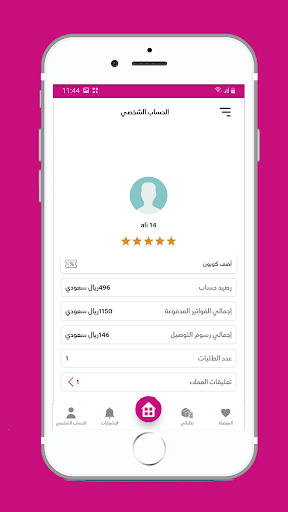 11:44
الحساب الشخصي
ali 14
أضف كوبون
رصيد حساب 496ريال سعودي
إجمالي الفواتير المدفوعة 1150ريال سعودي
إجمالي رسوم التوصيل 146ريال سعودي
عدد الطلبات 1
تعليقات العملاء 1
المفضلة
طلباتي
الإشعارات
الحساب الشخصي